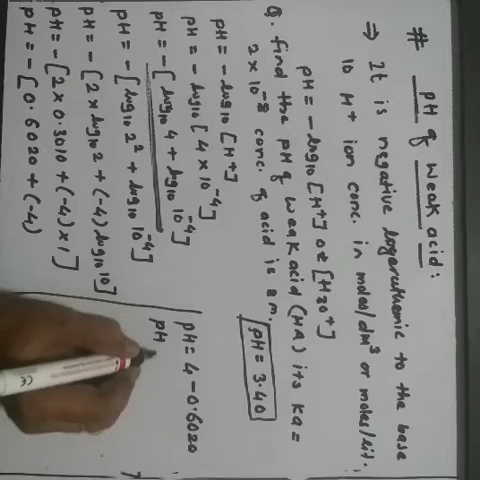 # pH of weak acid:
⇒ It is negative logerathemic to the base
10 H+ ion conc. in moles/dm³ or moles/lit.
pH = - log10 [H+] or [H3O+]
Q. find the pH of weak acid (HA) its Ka =
2 x 10⁻⁸ conc. of acid is 2 m.
pH = - log10 [H+]
pH = - log10 [4 x 10⁻⁴]
pH = -[log10 4 + log10 10⁻⁴]
pH = -[log10 2² + log10 10⁻⁴]
pH = -[2 x log10 2 + (-4) log10 10]
pH = -[2 x 0.3010 + (-4) x 1]
pH = -[0.6020 + (-4)
pH = 3.40
pH = 4 - 0.6020
pH
CE